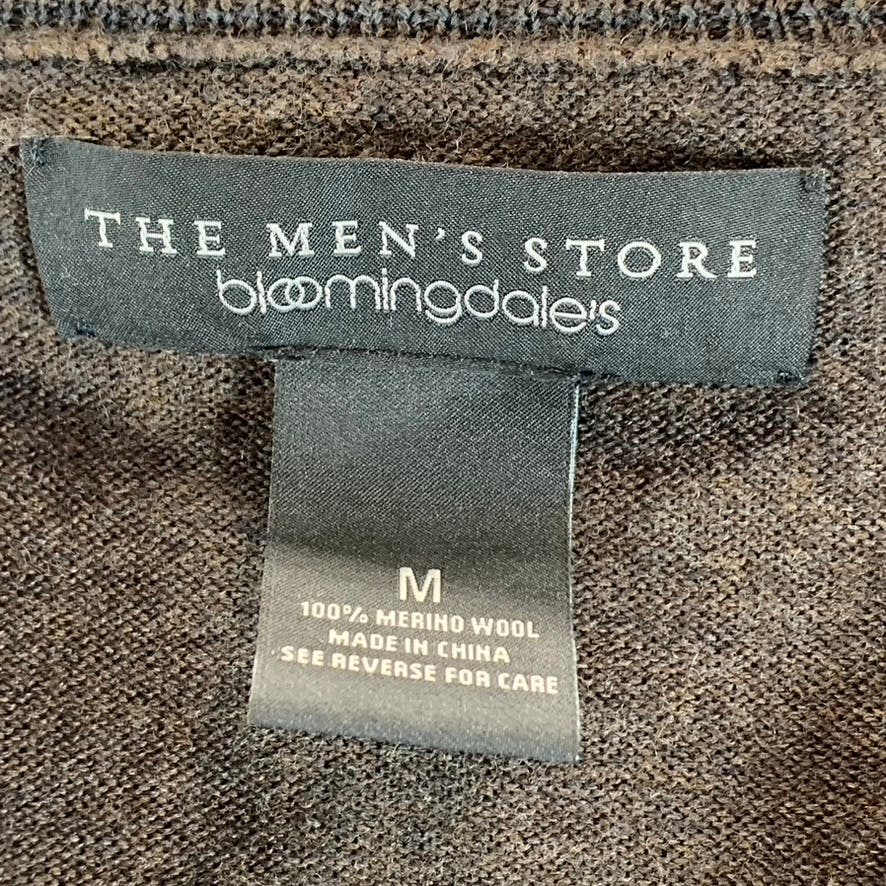 THE MEN'S STORE
bloomingdale's
M
100% MERINO WOOL
MADE IN CHINA
SEE REVERSE FOR CARE